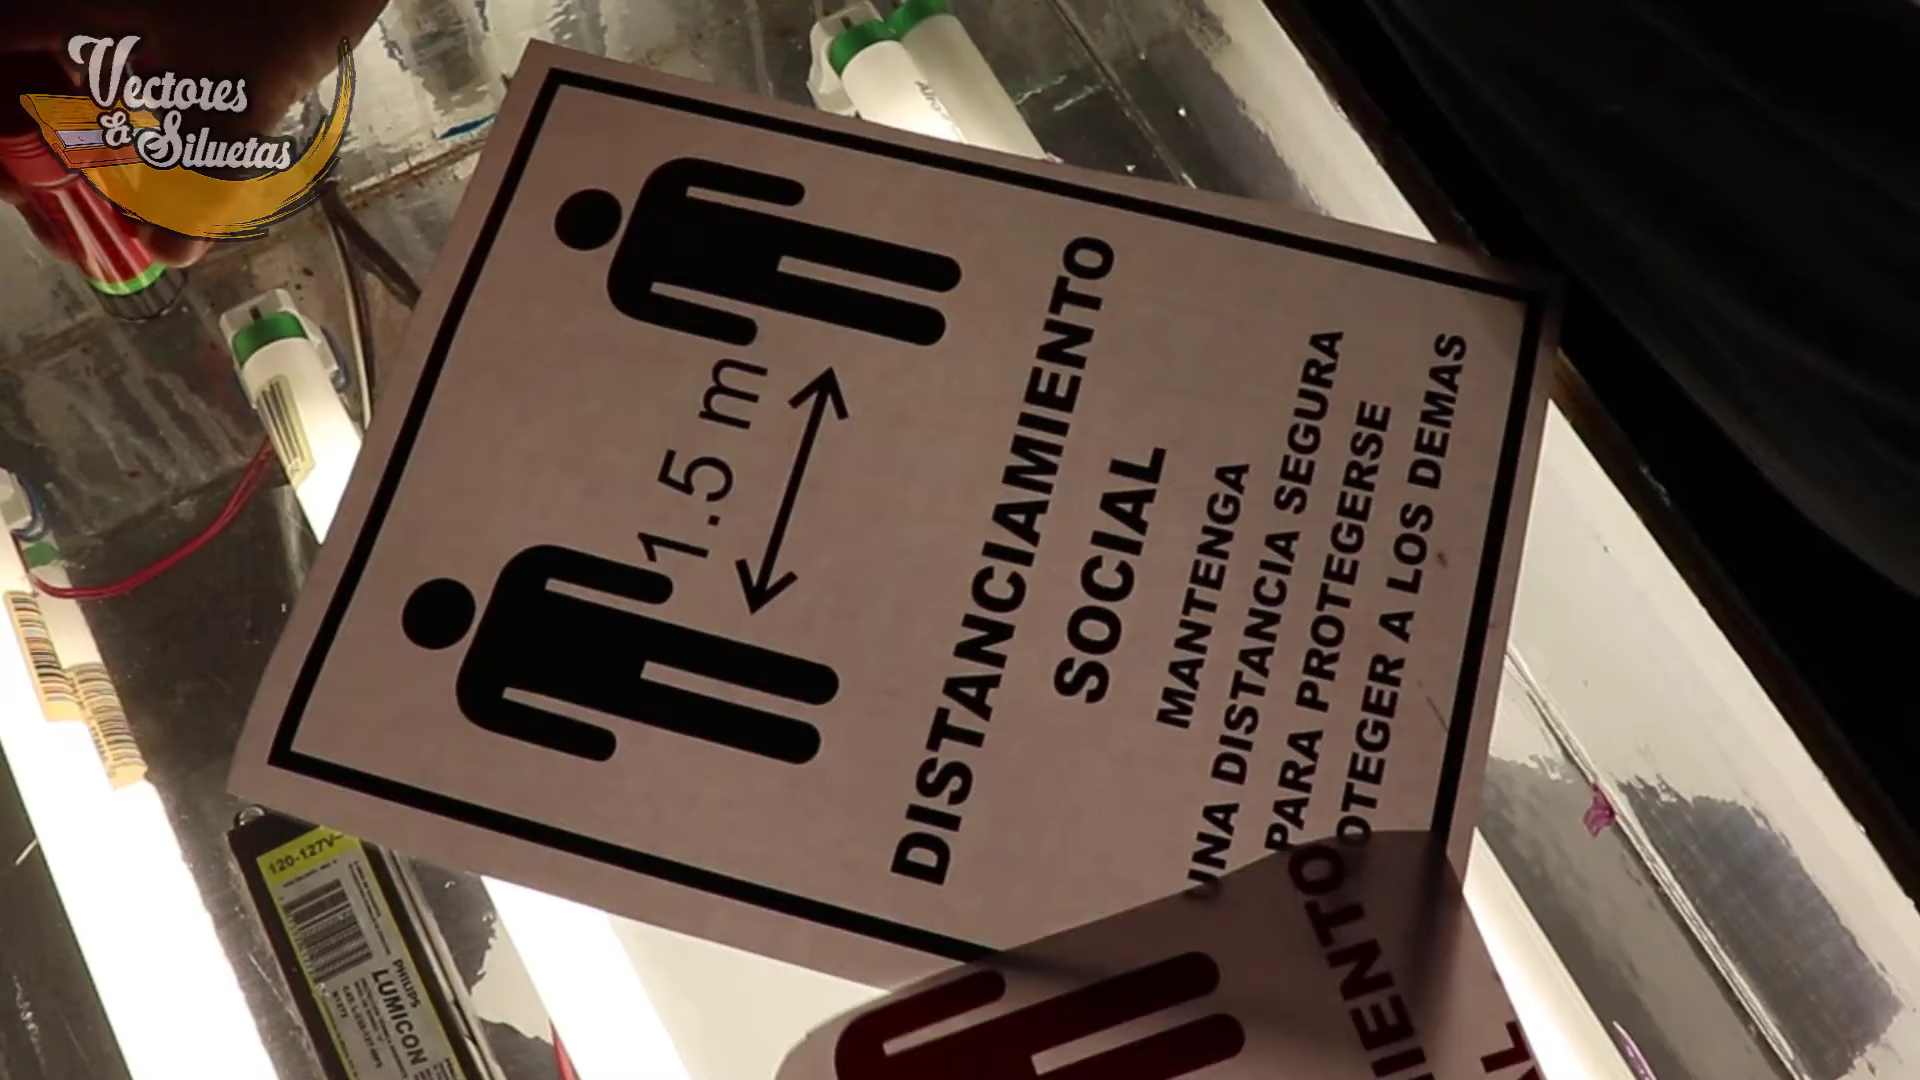 Vectores
& Siluetas
1.5 m
DISTANCIAMIENTO
SOCIAL
MANTENGA
UNA DISTANCIA SEGURA
PARA PROTEGERSE
OTEGER A LOS DEMAS
120-127V~
PHILIPS
LUMICON
IENTO
AL